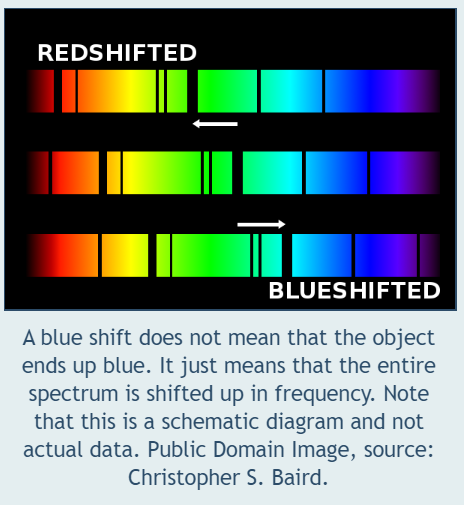 REDSHIFTED
BLUESHIFTED
A blue shift does not mean that the object
ends up blue. It just means that the entire
spectrum is shifted up in frequency. Note
that this is a schematic diagram and not
actual data. Public Domain Image, source:
Christopher S. Baird.